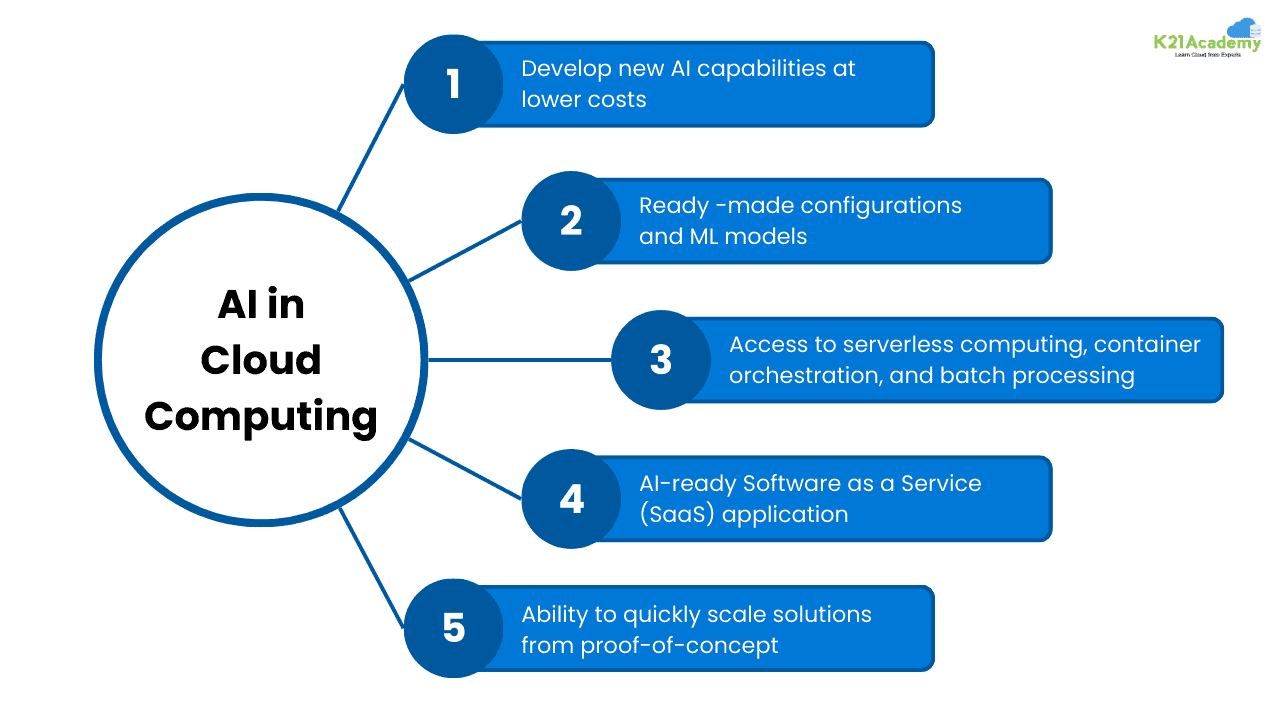 K21Academy
Learn Cloud from Experts
1
Develop new AI capabilities at
lower costs
2
Ready -made configurations
and ML models
AI in
Cloud
Computing
3
Access to serverless computing, container
orchestration, and batch processing
4
AI-ready Software as a Service
(SaaS) application
5
Ability to quickly scale solutions
from proof-of-concept